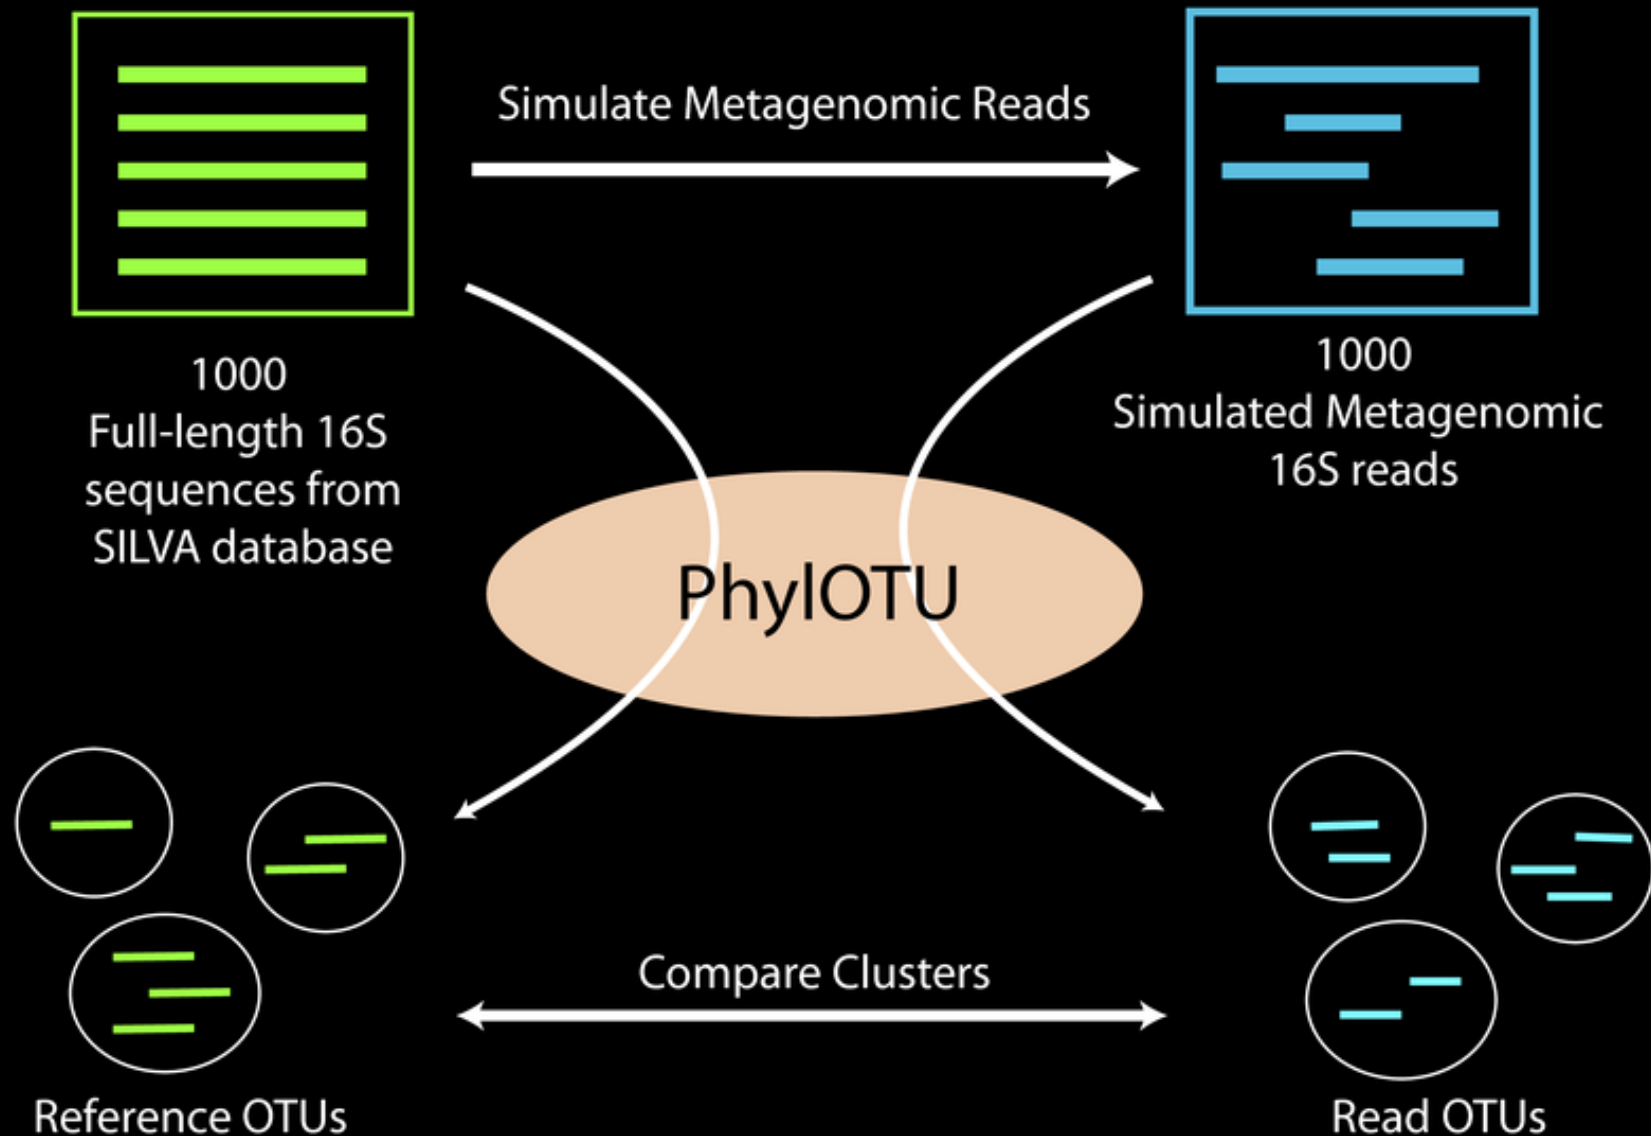 Simulate Metagenomic Reads
1000
Full-length 16S
sequences from
SILVA database
1000
Simulated Metagenomic
16S reads
PhylOTU
Compare Clusters
Reference OTUs
Read OTUs